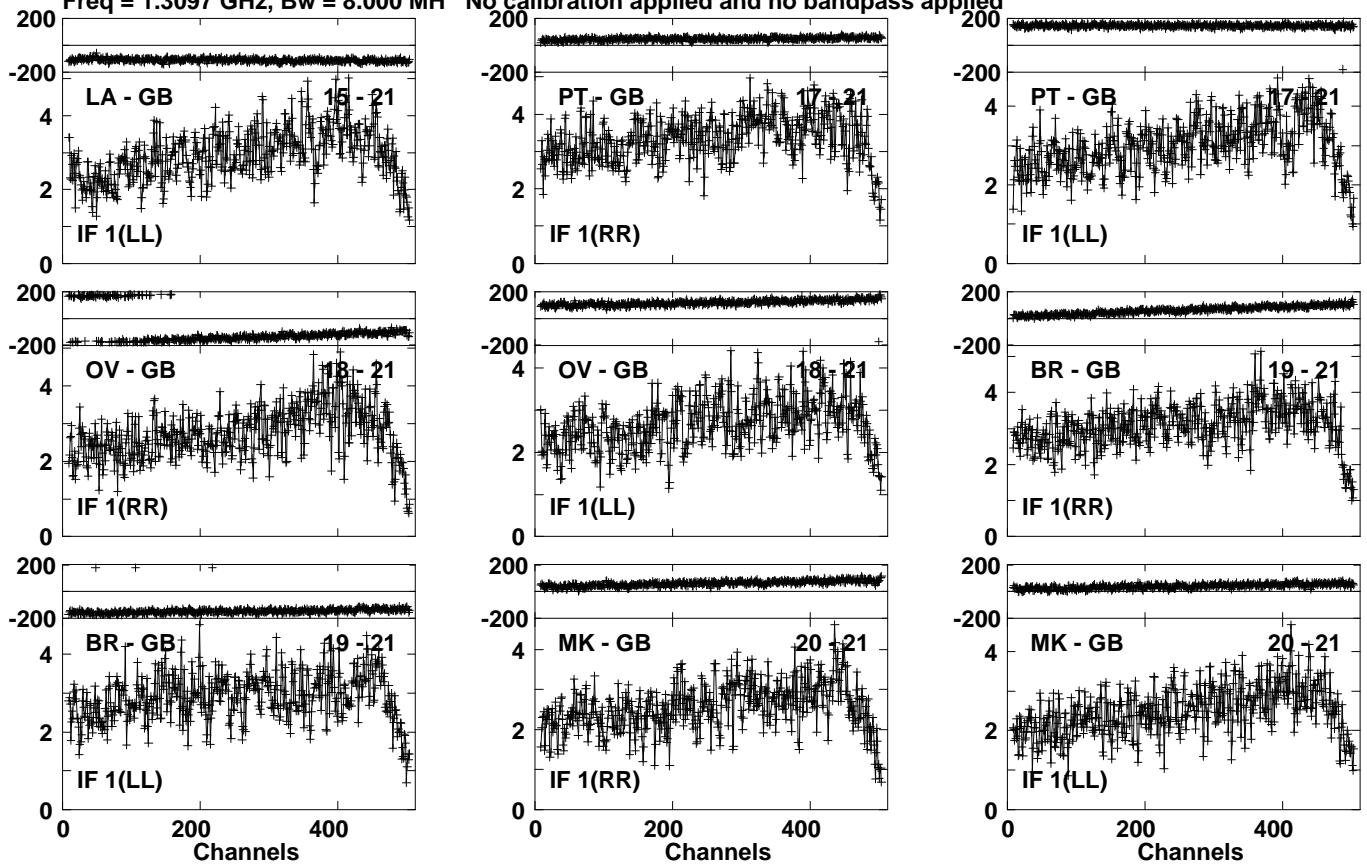 Freq = 1.3097 GHz, Bw = 8.000 MH No calibration applied and no bandpass applied
200
-200
LA - GB 15 - 21
4
2
IF 1(LL)
0
PT - GB 17 - 21
4
2
IF 1(RR)
0
PT - GB 17 - 21
4
2
IF 1(LL)
0
200
-200
OV - GB 18 - 21
4
2
IF 1(RR)
0
200
-200
OV - GB 18 - 21
4
2
IF 1(LL)
0
200
-200
BR - GB 19 - 21
4
2
IF 1(RR)
0
200
-200
BR - GB 19 - 21
4
2
IF 1(LL)
0
0 200 400
Channels
200
-200
MK - GB 20 - 21
4
2
IF 1(RR)
0
0 200 400
Channels
200
-200
MK - GB 20 - 21
4
2
IF 1(LL)
0
0 200 400
Channels